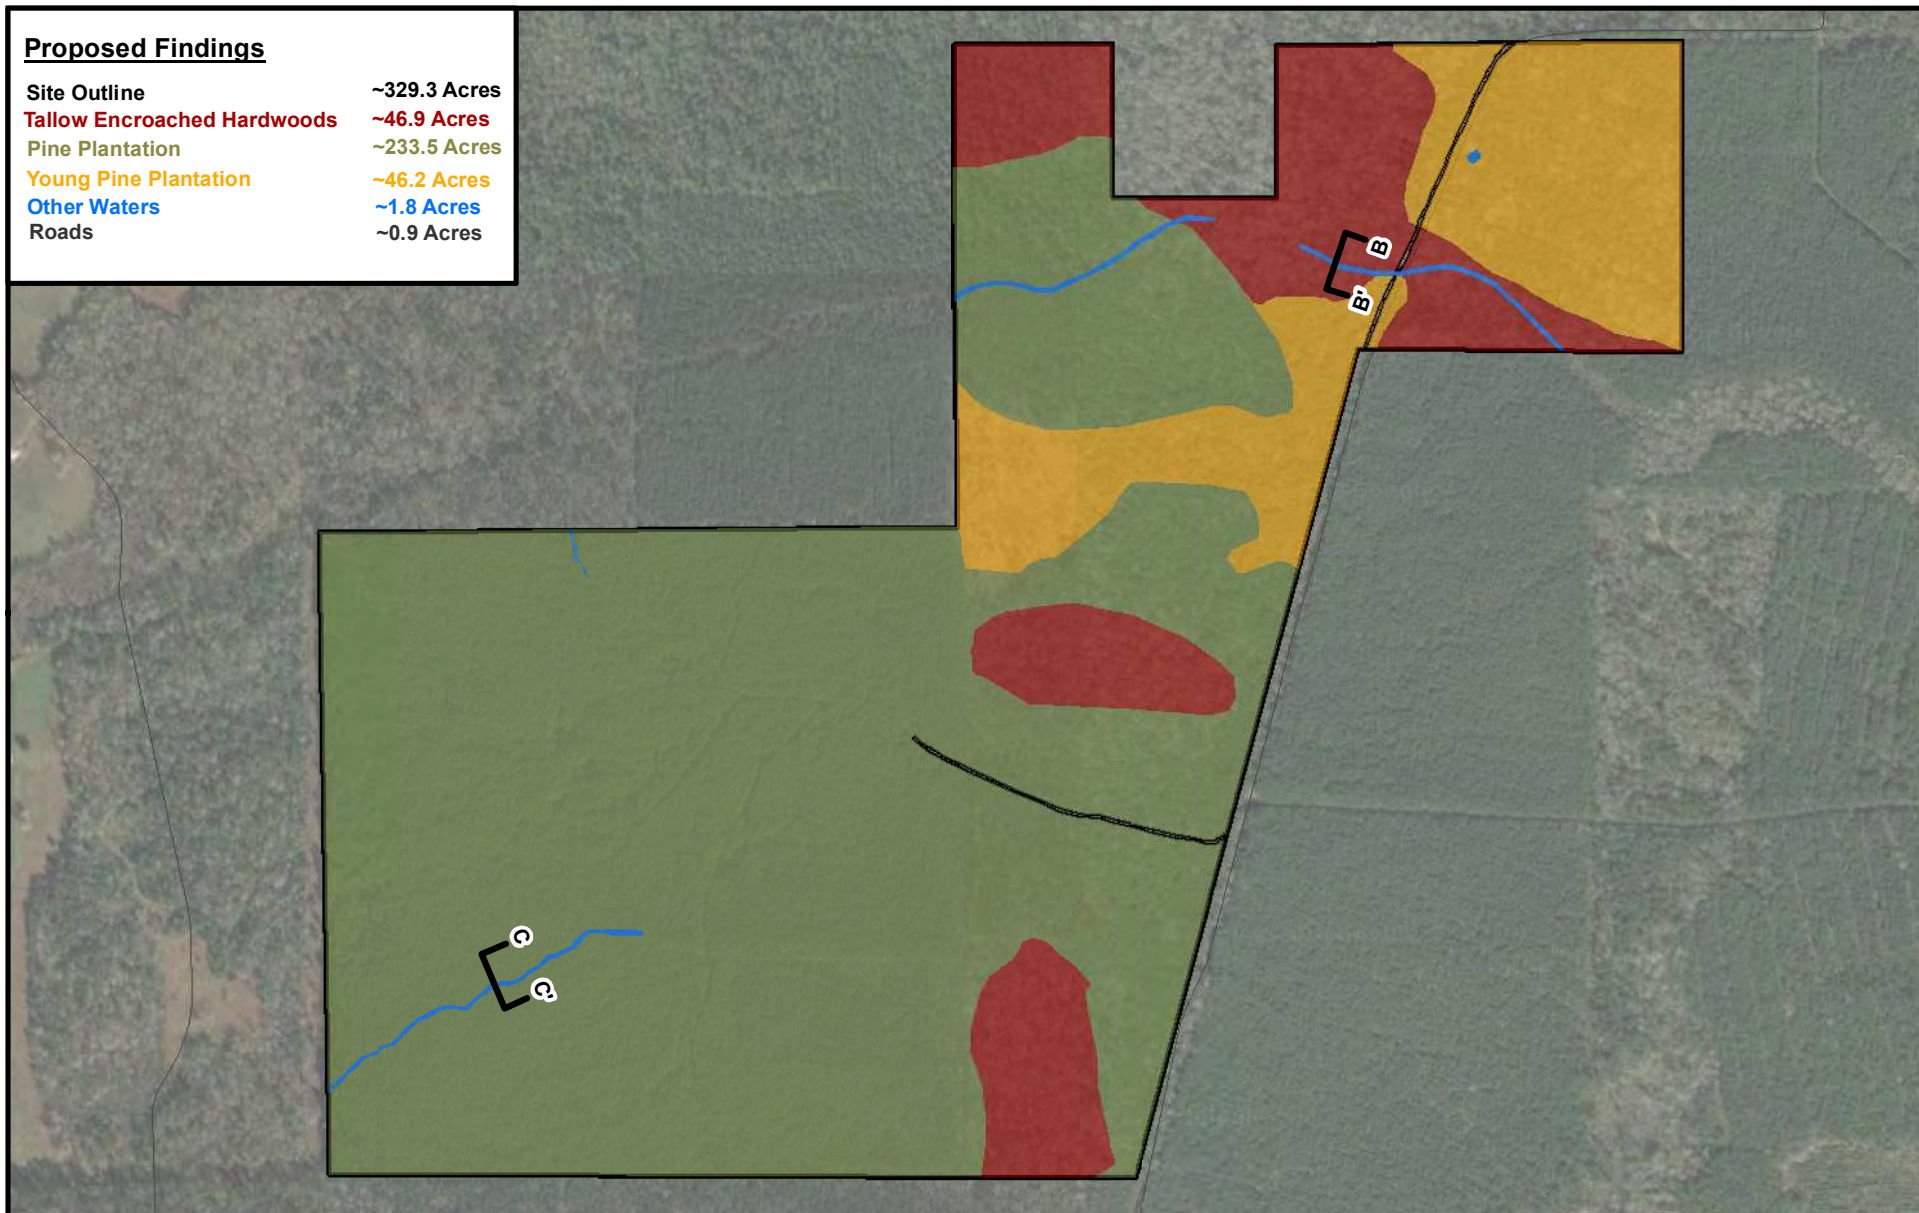 Proposed Findings
Site Outline ~329.3 Acres
Tallow Encroached Hardwoods ~46.9 Acres
Pine Plantation ~233.5 Acres
Young Pine Plantation ~46.2 Acres
Other Waters ~1.8 Acres
Roads ~0.9 Acres
B
B'
C
C'